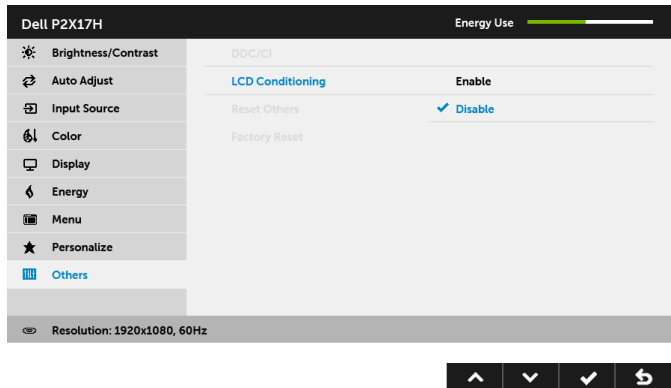 Dell P2X17H
Energy Use
Brightness/Contrast
DDC/CI
Auto Adjust
LCD Conditioning
Enable
Input Source
Reset Others
Disable
Color
Factory Reset
Display
Energy
Menu
Personalize
Others
Resolution: 1920x1080, 60Hz